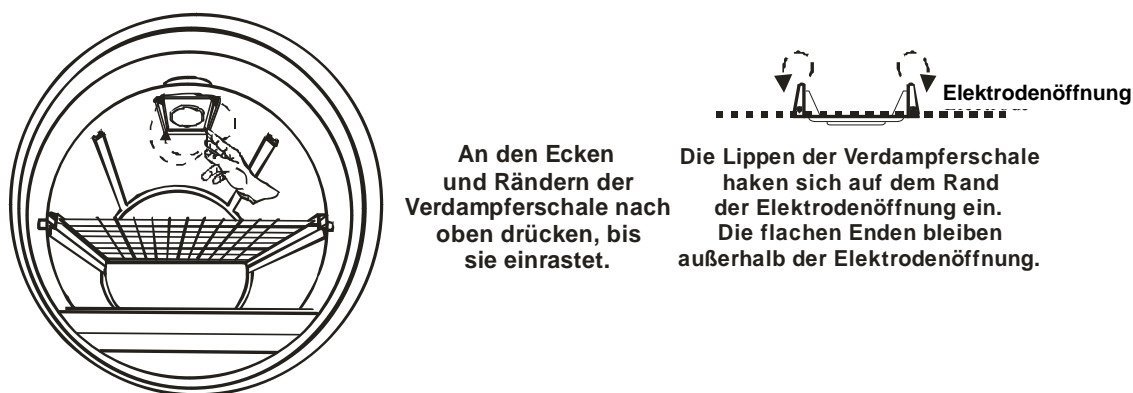 An den Ecken
und Rändern der
Verdampferschale nach
oben drücken, bis
sie einrastet.
Elektrodenöffnung
Die Lippen der Verdampferschale
haken sich auf dem Rand
der Elektrodenöffnung ein.
Die flachen Enden bleiben
außerhalb der Elektrodenöffnung.